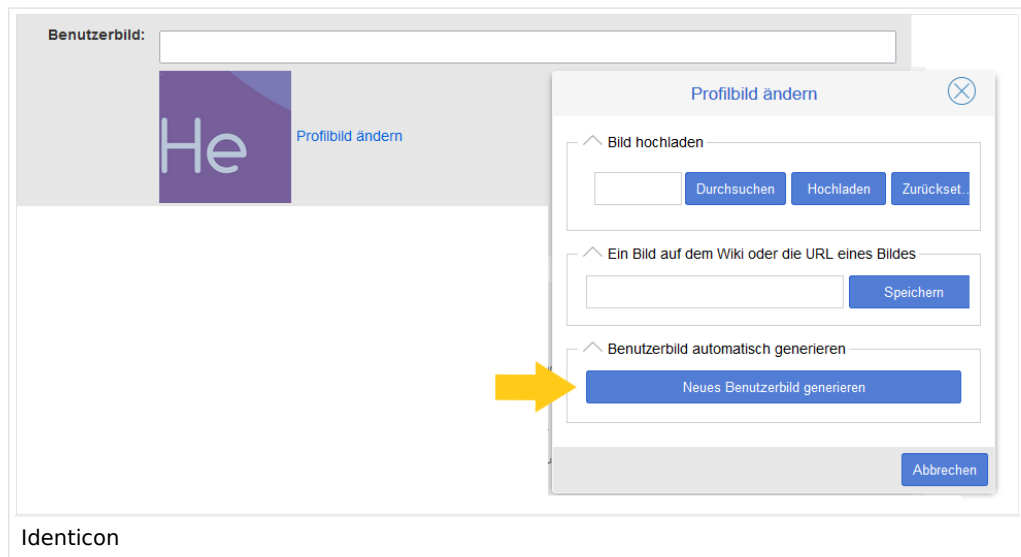 Benutzerbild:
He
Profilbild ändern
Profilbild ändern
Bild hochladen
Durchsuchen Hochladen Zurückset..
Ein Bild auf dem Wiki oder die URL eines Bildes
Speichern
Benutzerbild automatisch generieren
Neues Benutzerbild generieren
Abbrechen
Identicon